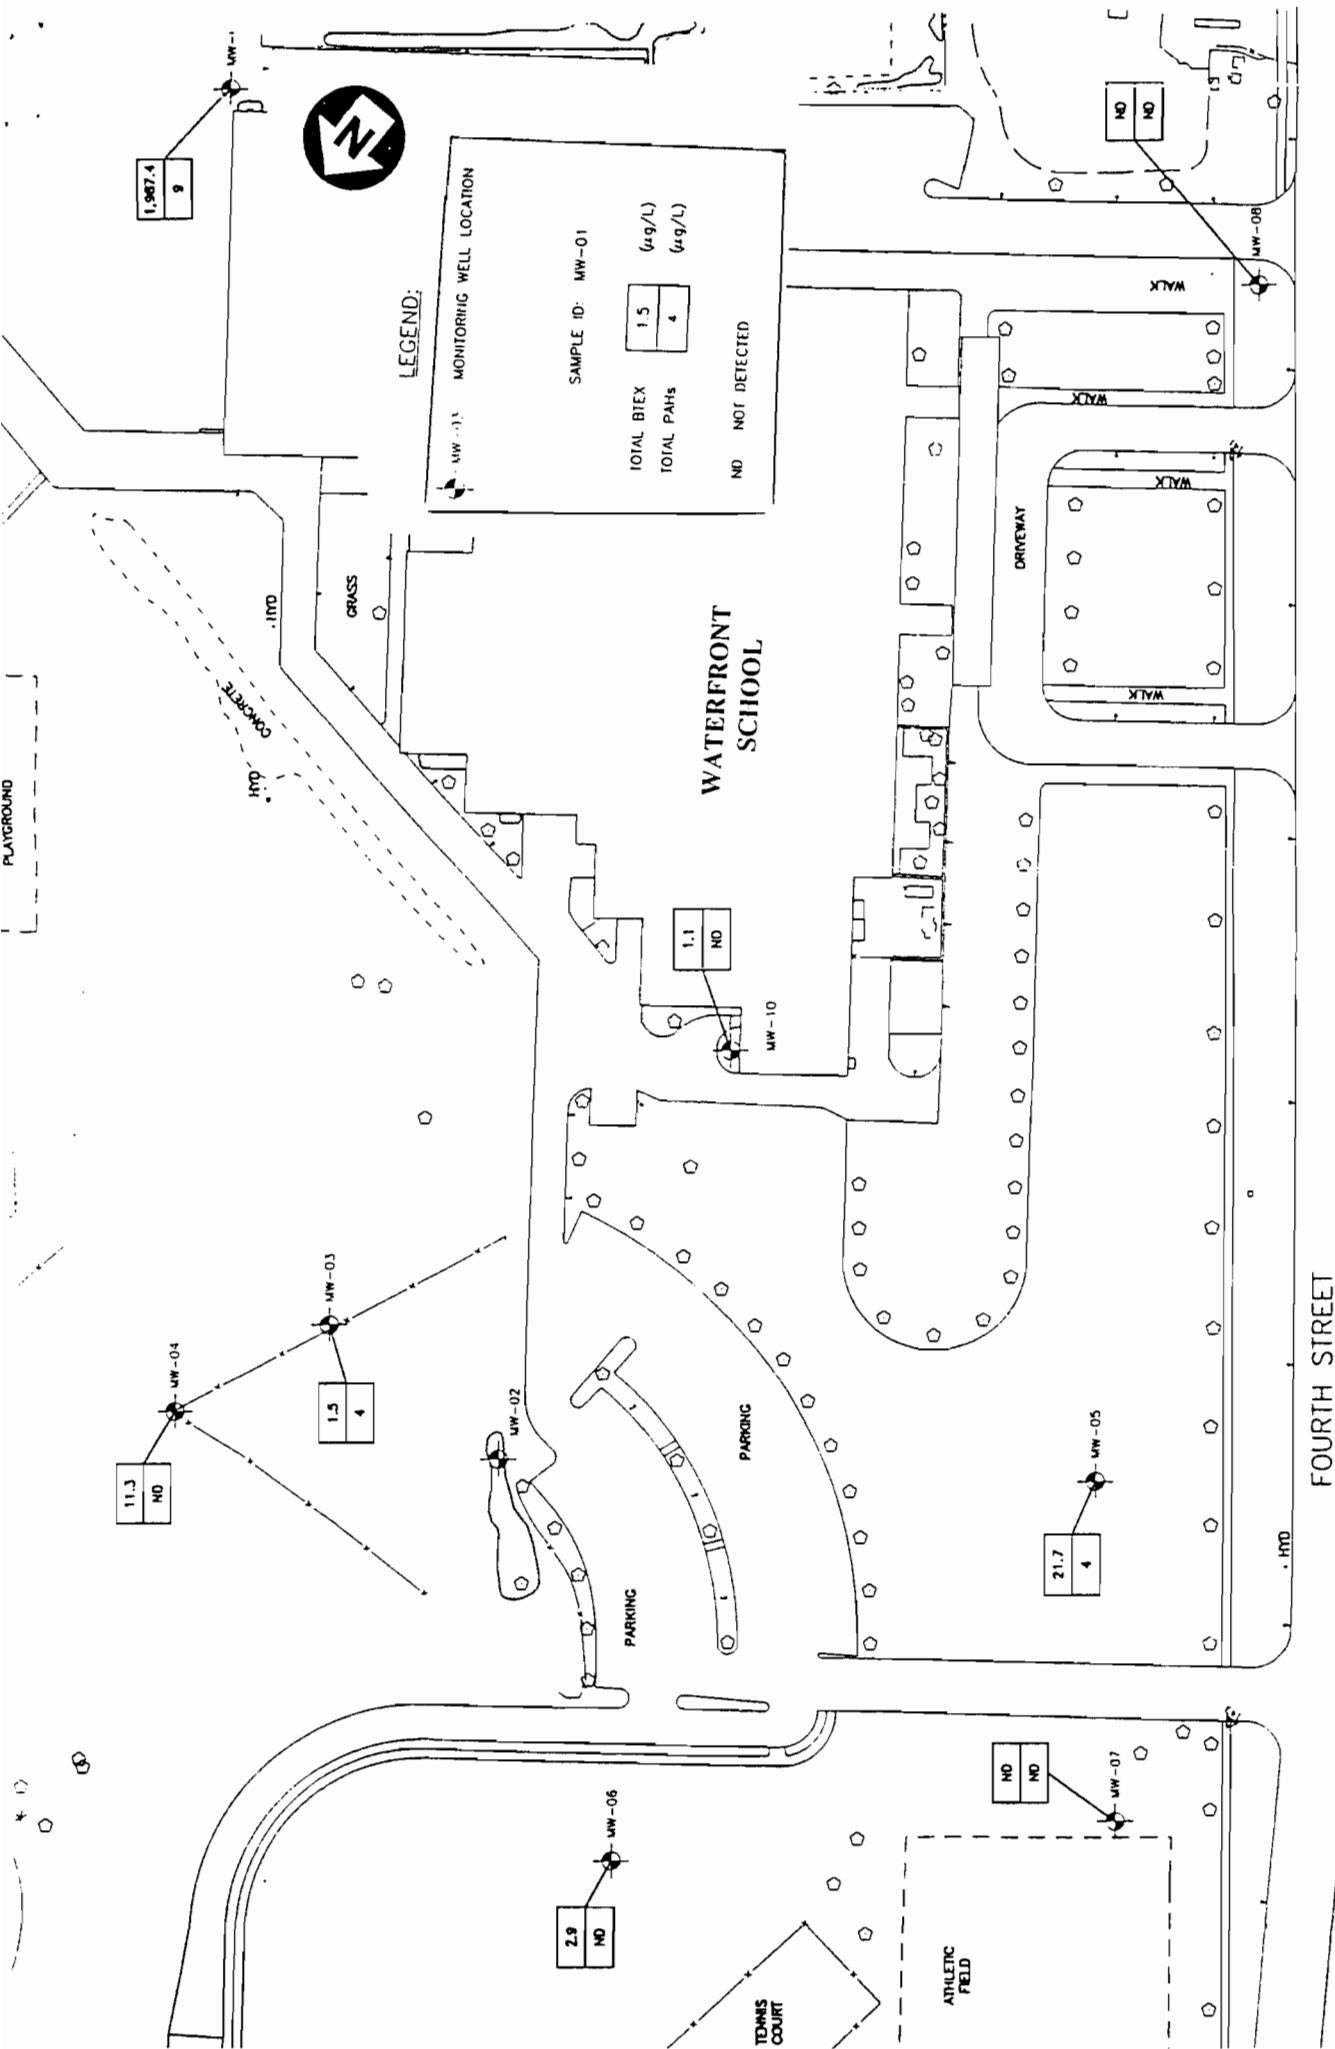 PLAYGROUND
MW-1
1,967.4
9
N
LEGEND:
MONITORING WELL LOCATION
SAMPLE ID: MW-01
TOTAL BTEX
1.5
(µg/L)
TOTAL PAHs
4
(µg/L)
ND NOT DETECTED
HYD
GRASS
CONCRETE
HYD
WATERFRONT
SCHOOL
1.1
ND
MW-10
ND
ND
MW-08
WALK
WALK
WALK
WALK
DRIVEWAY
MW-04
11.3
ND
MW-03
1.5
4
MW-02
PARKING
PARKING
MW-05
21.7
4
HYD
FOURTH STREET
MW-06
2.9
ND
MW-07
ND
ND
TENNIS
COURT
ATHLETIC
FIELD